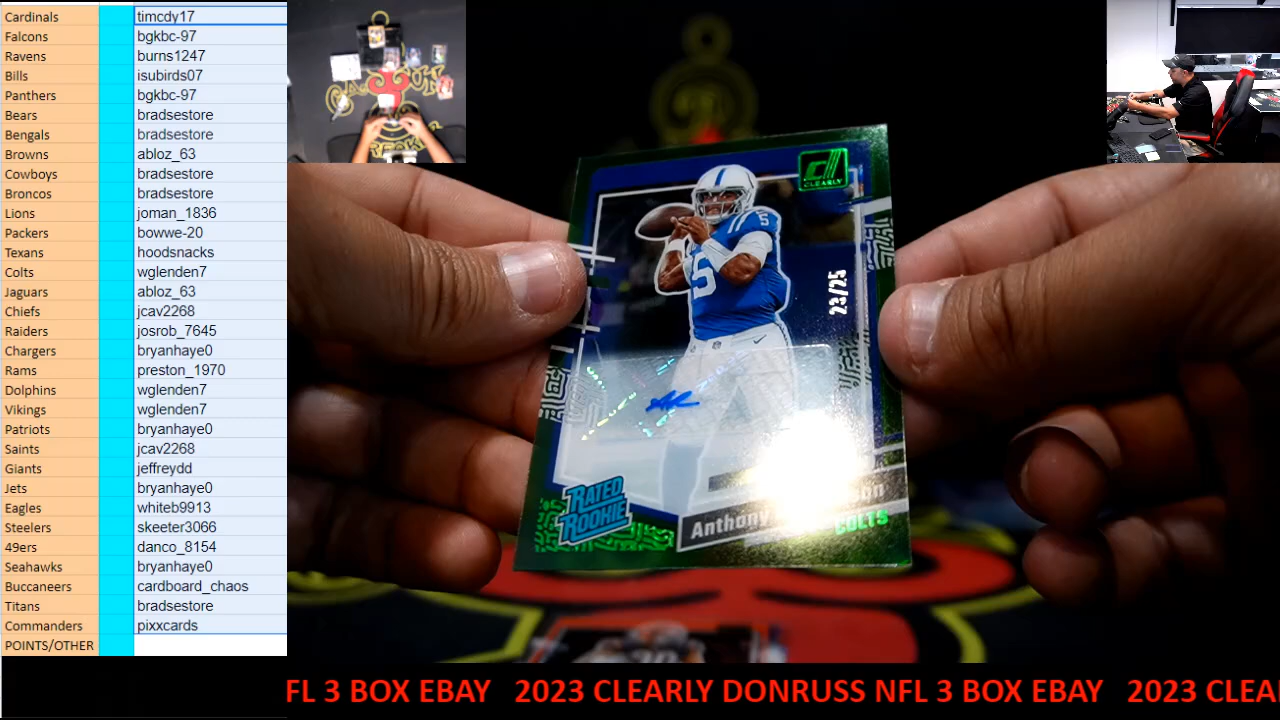 Cardinals timcdy17
Falcons bgkbc-97
Ravens burns1247
Bills isubirds07
Panthers bgkbc-97
Bears bradsestore
Bengals bradsestore
Browns abloz_63
Cowboys bradsestore
Broncos bradsestore
Lions joman_1836
Packers bowwe-20
Texans hoodsnacks
Colts wglenden7
Jaguars abloz_63
Chiefs jcav2268
Raiders josrob_7645
Chargers bryanhaye0
Rams preston_1970
Dolphins wglenden7
Vikings wglenden7
Patriots bryanhaye0
Saints jcav2268
Giants jeffreydd
Jets bryanhaye0
Eagles whiteb9913
Steelers skeeter3066
49ers danco_8154
Seahawks bryanhaye0
Buccaneers cardboard_chaos
Titans bradsestore
Commanders pixxcards
POINTS/OTHER
CLEARLY
5
5
23/25
RATED
ROOKIE
Anthony
COLTS
FL 3 BOX EBAY 2023 CLEARLY DONRUSS NFL 3 BOX EBAY 2023 CLEA